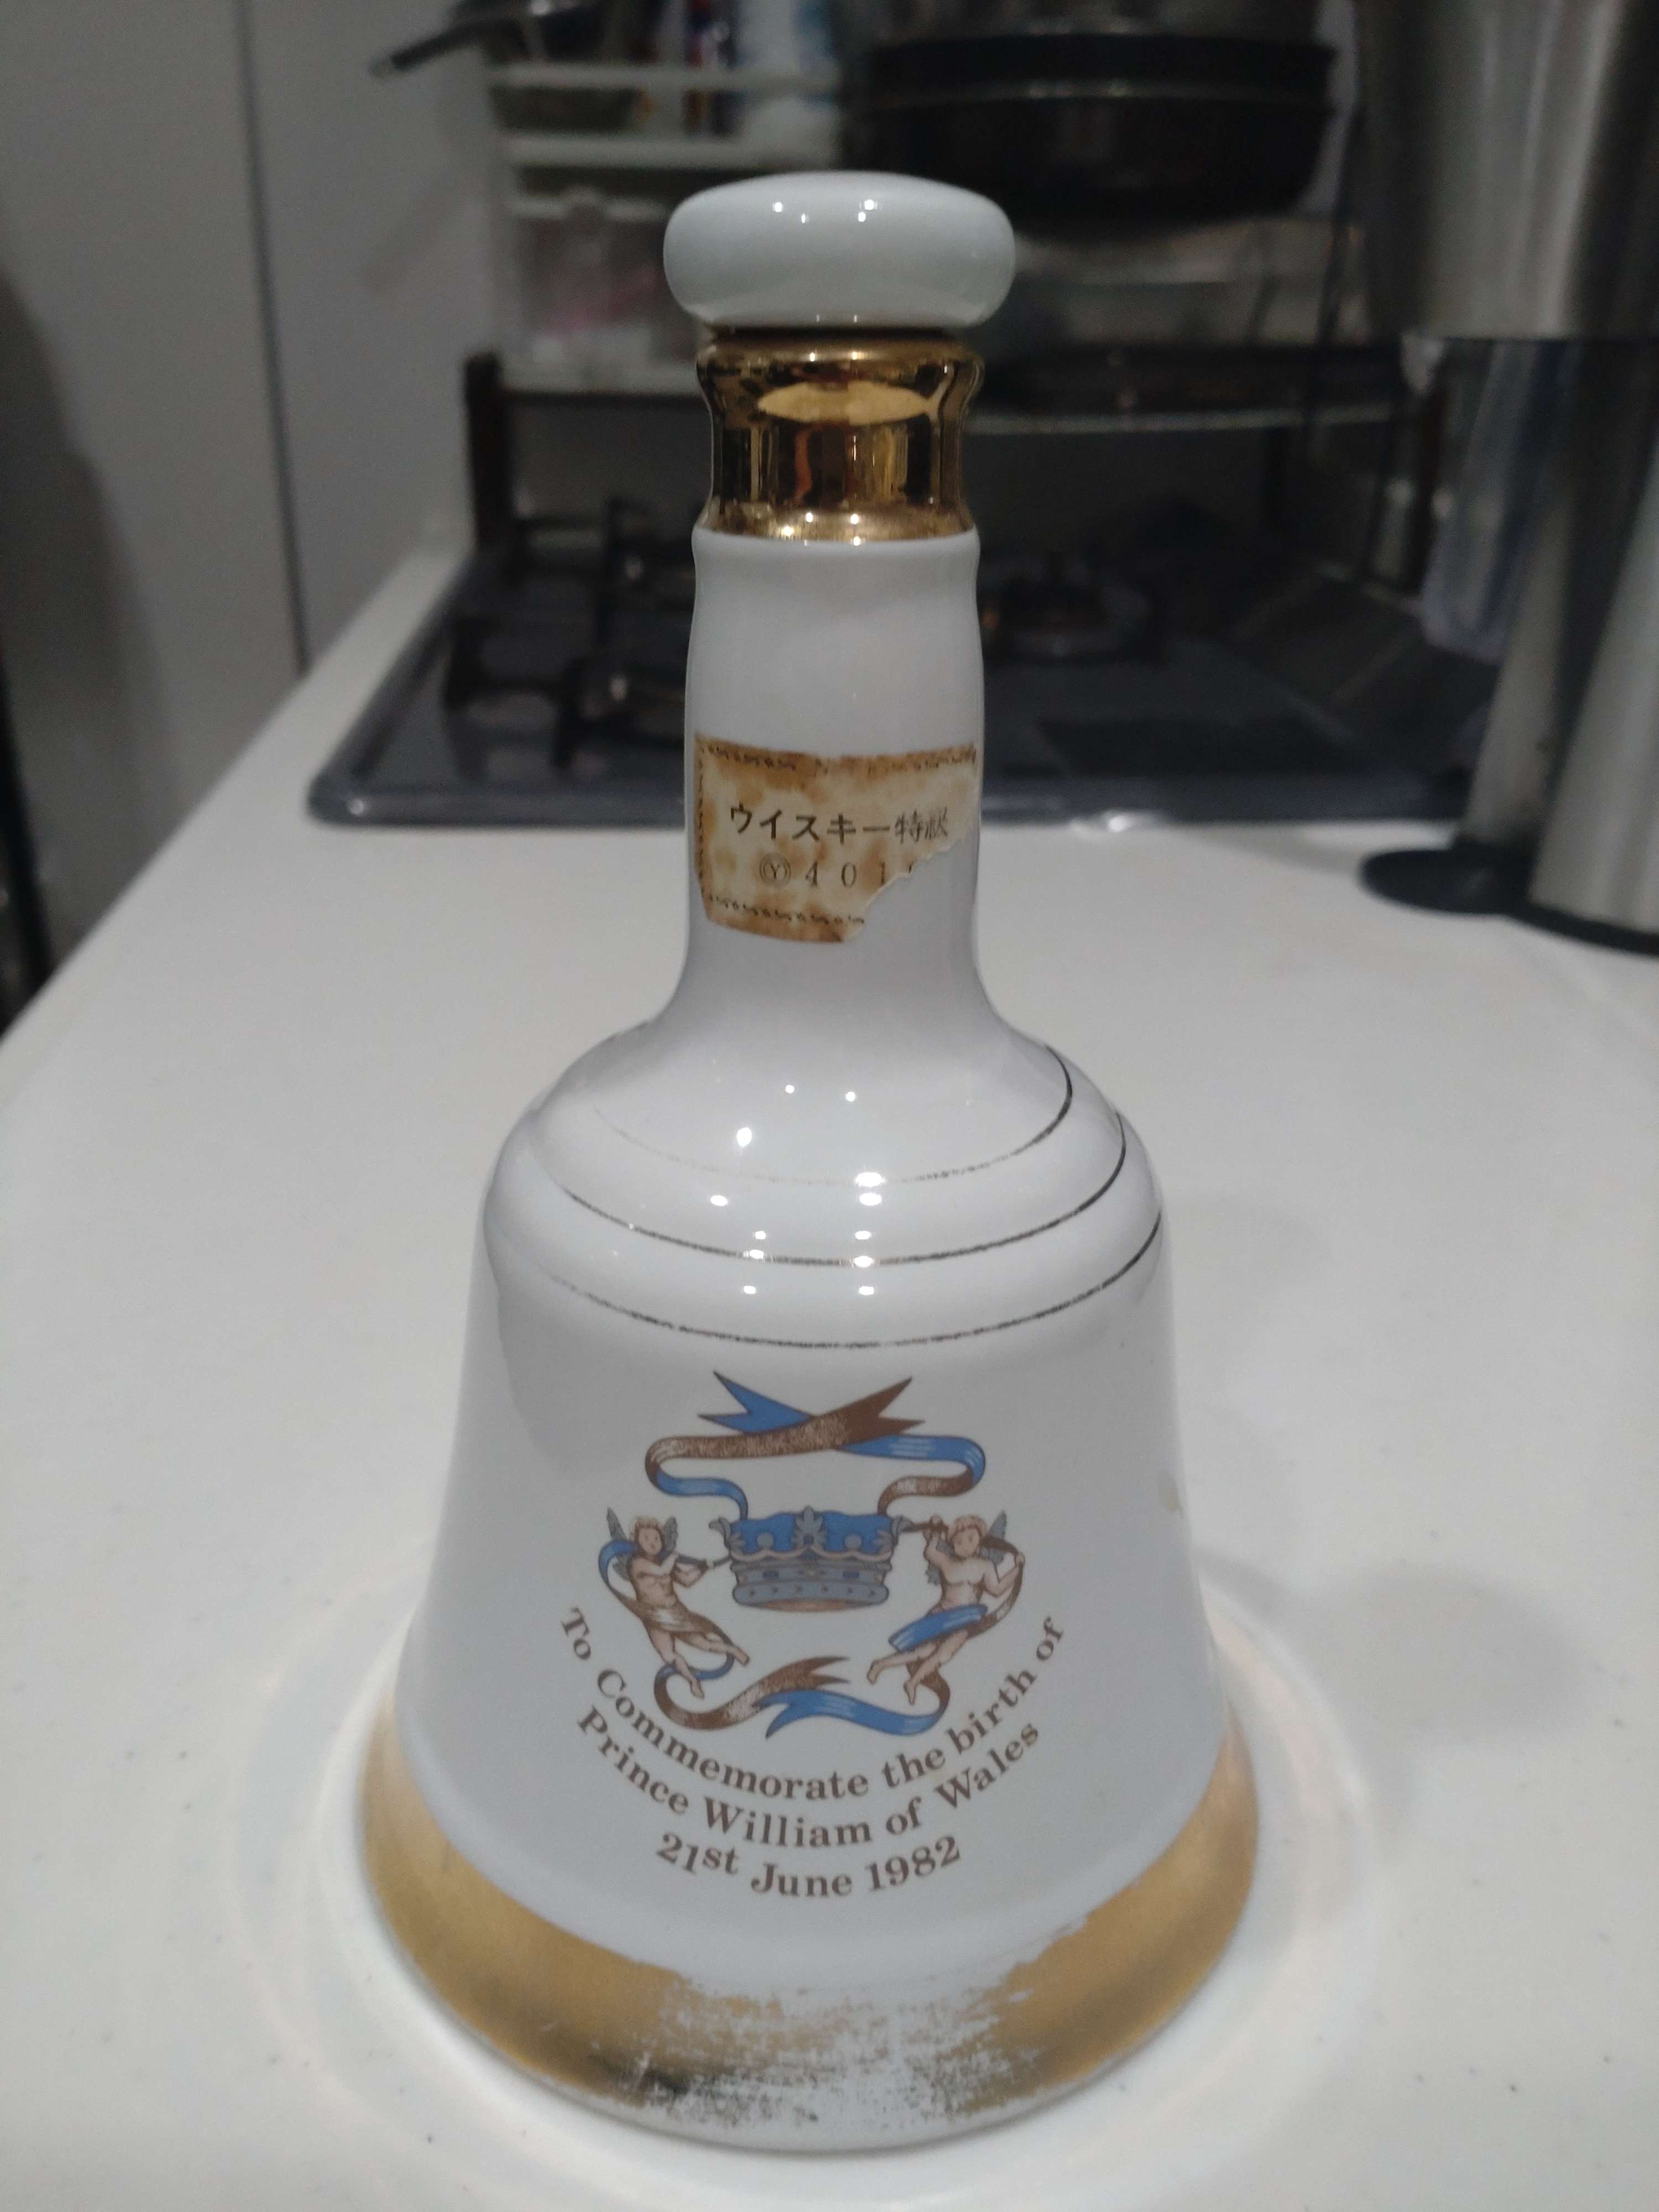 ウイスキー特級
Ⓨ401
To Commemorate the birth of
Prince William of Wales
21st June 1982